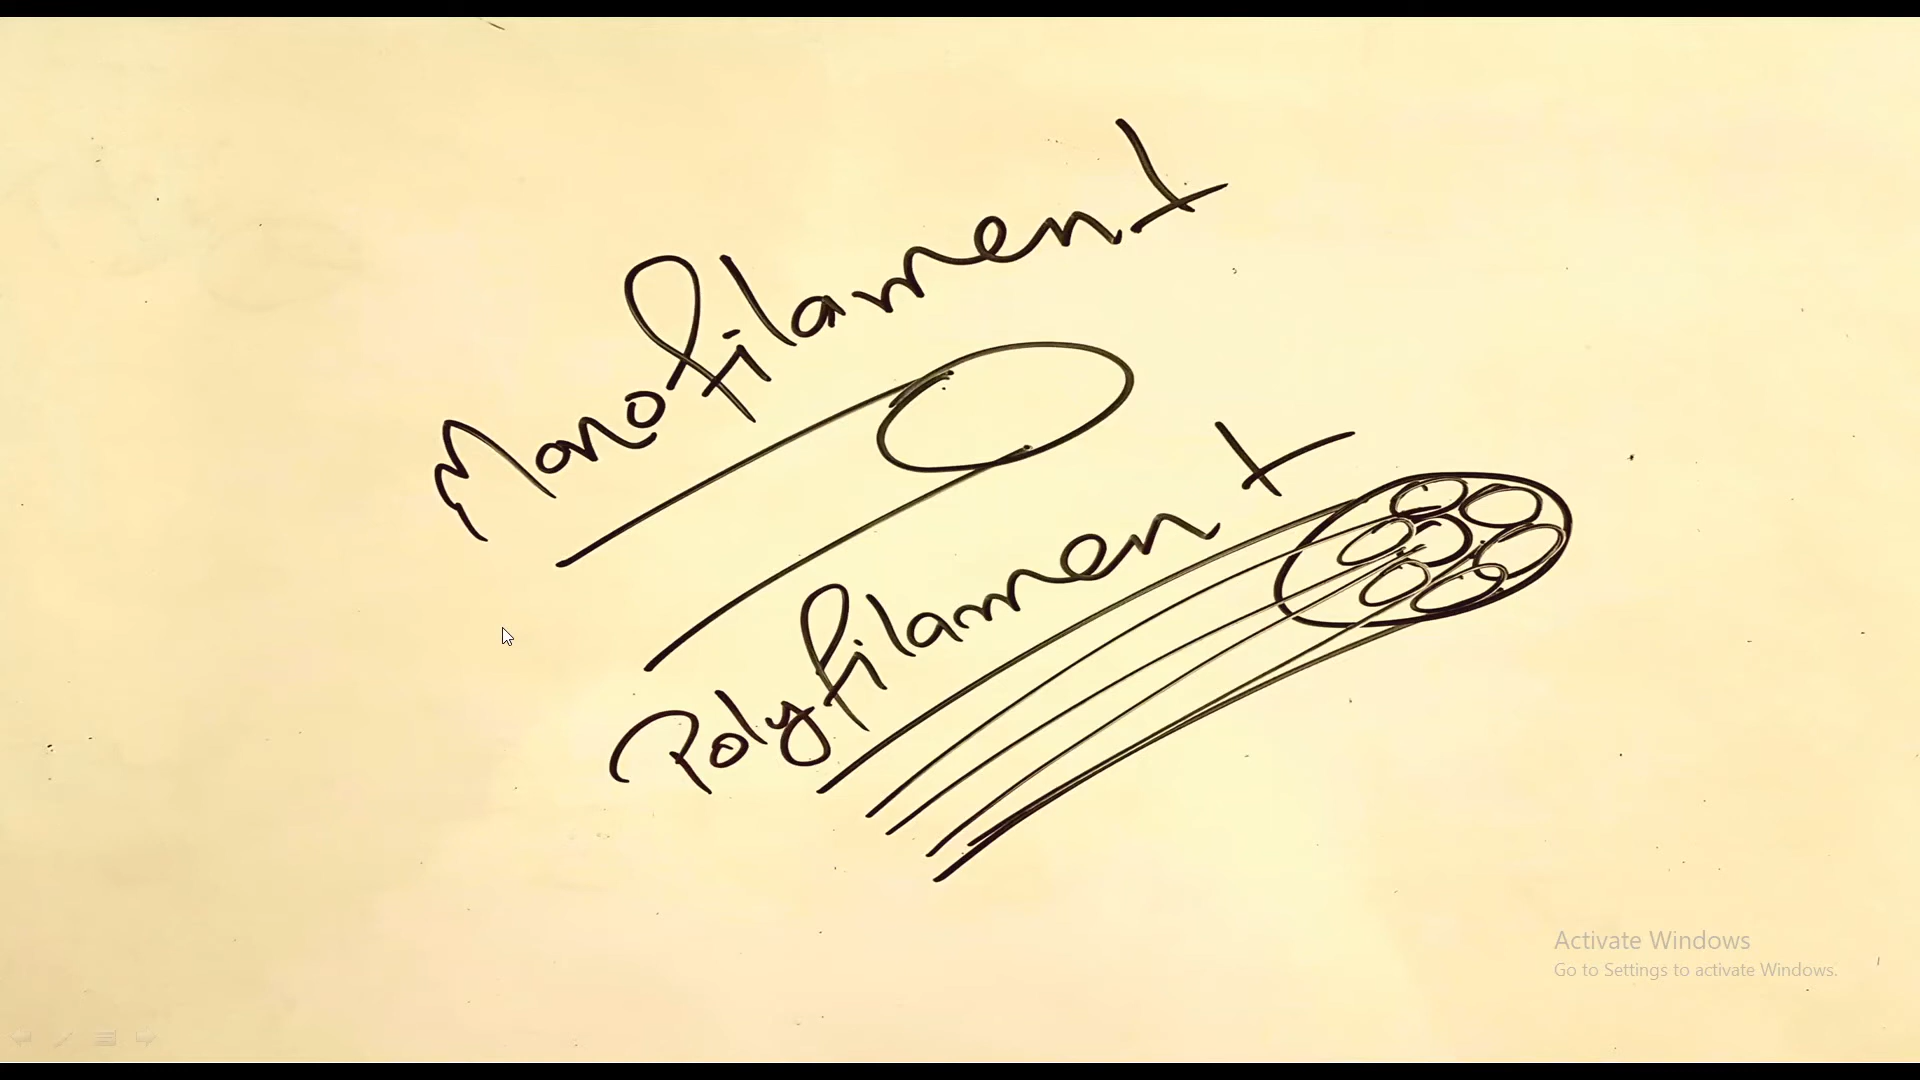 Monofilament
Polyfilament
Activate Windows
Go to Settings to activate Windows.